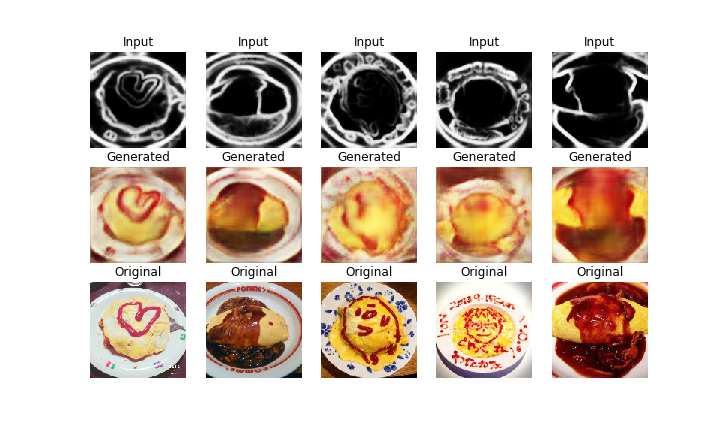 Input Input Input Input Input
Generated Generated Generated Generated Generated
Original Original Original Original Original